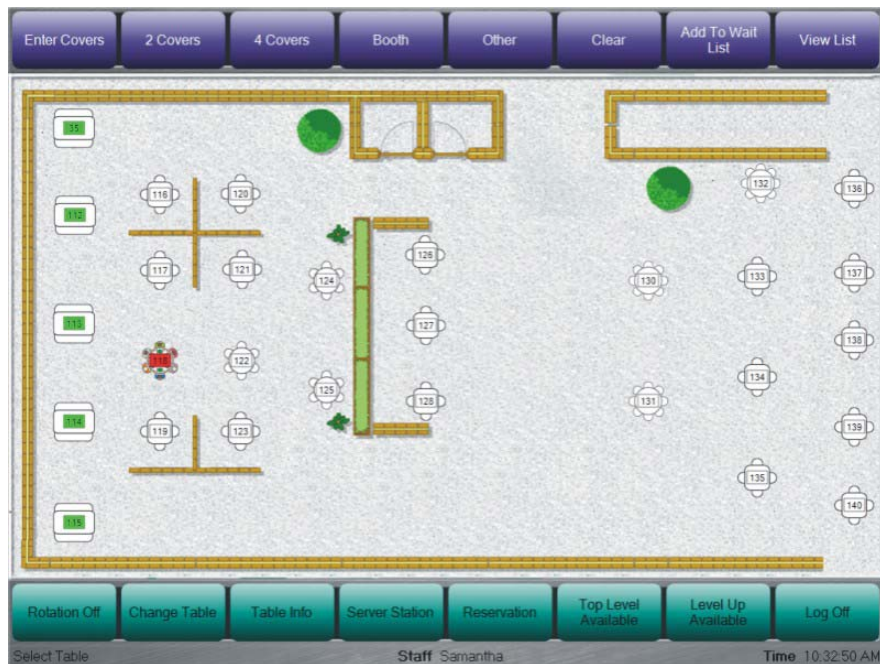 Enter Covers
2 Covers
4 Covers
Booth
Other
Clear
Add To Wait
List
View List
35
132
136
116
120
112
126
117
121
124
130
133
137
113
127
138
118
122
134
125
128
131
114
119
123
139
135
140
115
Rotation Off
Change Table
Table Info
Server Station
Reservation
Top Level
Available
Level Up
Available
Log Off
Select Table
Staff Samantha
Time 10:32:50 AM